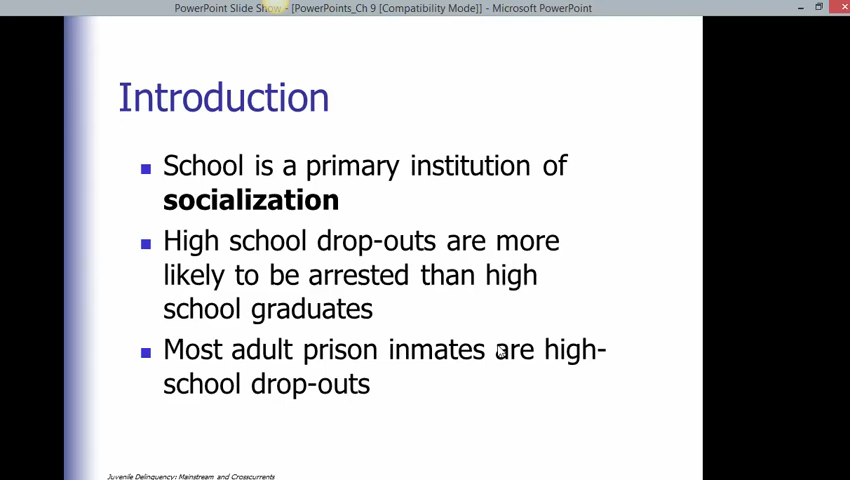 PowerPoint Slide Show - [PowerPoints_Ch 9 [Compatibility Mode]] - Microsoft PowerPoint
Introduction
School is a primary institution of
socialization
High school drop-outs are more
likely to be arrested than high
school graduates
Most adult prison inmates are high-
school drop-outs
Juvenile Delinquency: Mainstream and Crosscurrents